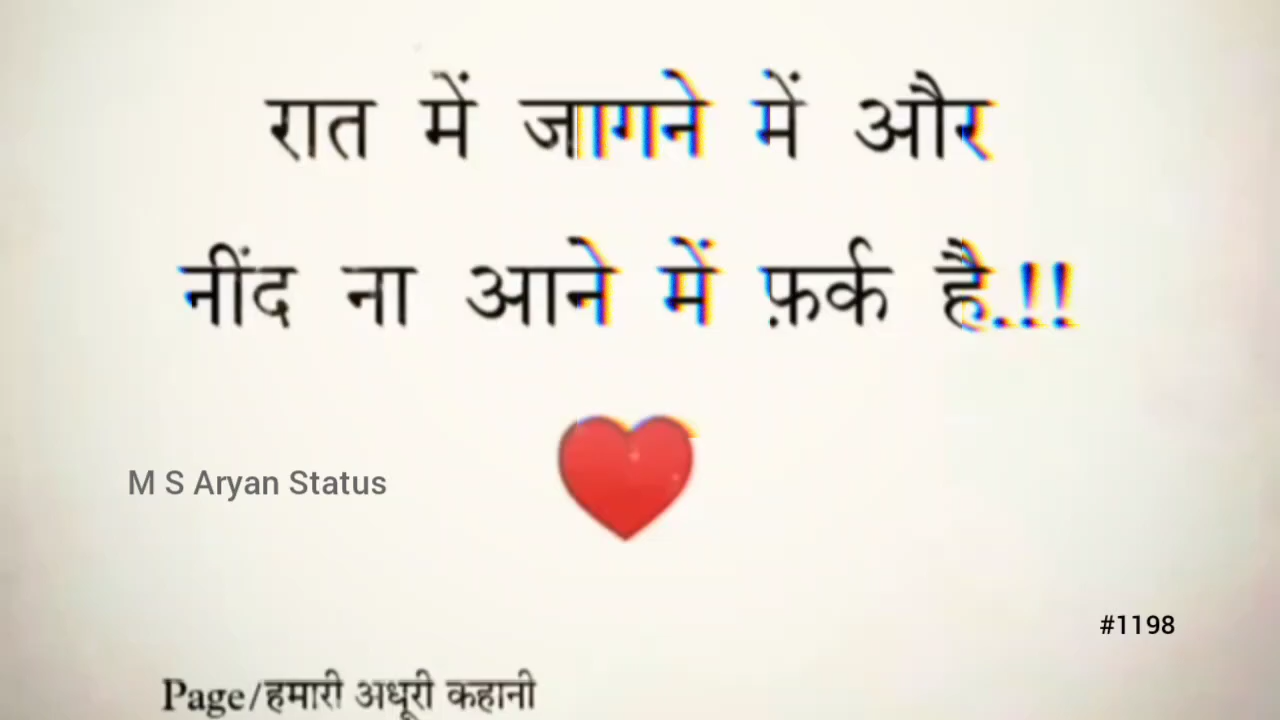 रात में जागने में और
नींद ना आने में फ़र्क है.!!
M S Aryan Status
#1198
Page/हमारी अधूरी कहानी